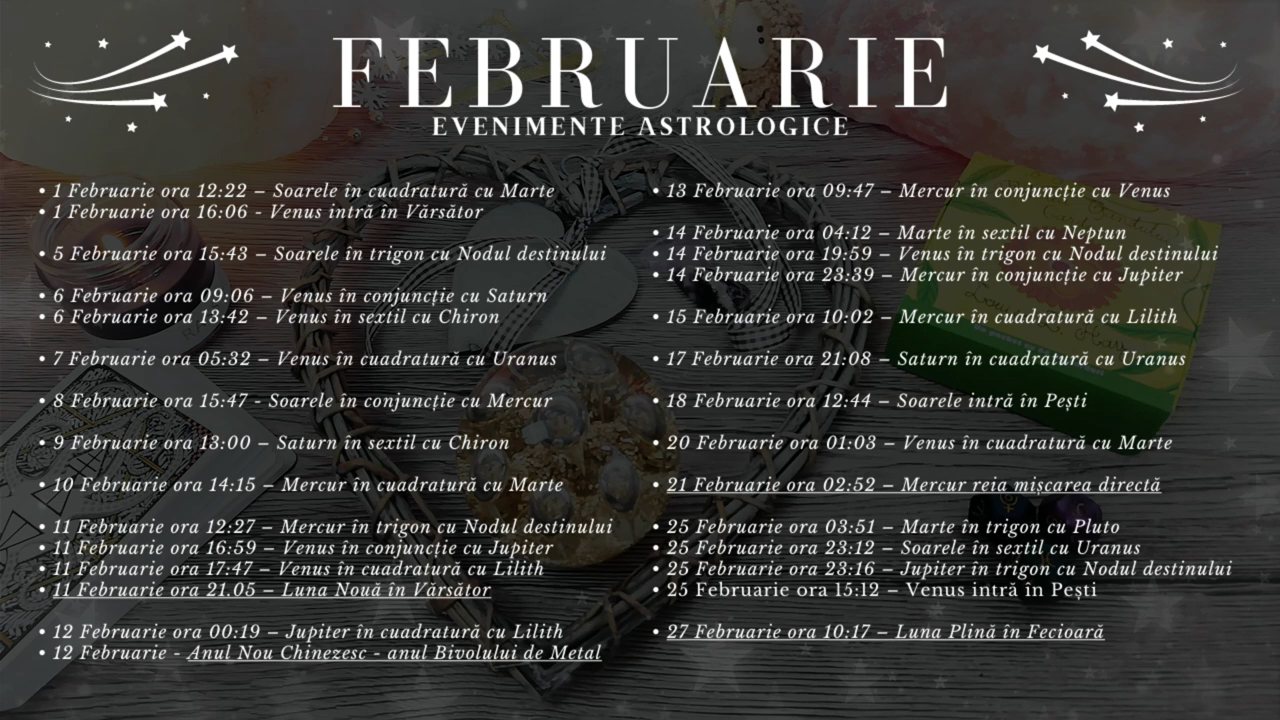 FEBRUARIE
EVENIMENTE ASTROLOGICE
• 1 Februarie ora 12:22 – Soarele în cuadratură cu Marte
• 1 Februarie ora 16:06 - Venus intră în Vărsător
• 5 Februarie ora 15:43 – Soarele în trigon cu Nodul destinului
• 6 Februarie ora 09:06 – Venus în conjuncție cu Saturn
• 6 Februarie ora 13:42 – Venus în sextil cu Chiron
• 7 Februarie ora 05:32 – Venus în cuadratură cu Uranus
• 8 Februarie ora 15:47 - Soarele în conjuncție cu Mercur
• 9 Februarie ora 13:00 – Saturn în sextil cu Chiron
• 10 Februarie ora 14:15 – Mercur în cuadratură cu Marte
• 11 Februarie ora 12:27 – Mercur în trigon cu Nodul destinului
• 11 Februarie ora 16:59 – Venus în conjuncție cu Jupiter
• 11 Februarie ora 17:47 – Venus în cuadratură cu Lilith
• 11 Februarie ora 21.05 – Luna Nouă în Vărsător
• 12 Februarie ora 00:19 – Jupiter în cuadratură cu Lilith
• 12 Februarie - Anul Nou Chinezesc - anul Bivolului de Metal
• 13 Februarie ora 09:47 – Mercur în conjuncție cu Venus
• 14 Februarie ora 04:12 – Marte în sextil cu Neptun
• 14 Februarie ora 19:59 – Venus în trigon cu Nodul destinului
• 14 Februarie ora 23:39 – Mercur în conjuncție cu Jupiter
• 15 Februarie ora 10:02 – Mercur în cuadratură cu Lilith
• 17 Februarie ora 21:08 – Saturn în cuadratură cu Uranus
• 18 Februarie ora 12:44 – Soarele intră în Pești
• 20 Februarie ora 01:03 – Venus în cuadratură cu Marte
• 21 Februarie ora 02:52 – Mercur reia mișcarea directă
• 25 Februarie ora 03:51 – Marte în trigon cu Pluto
• 25 Februarie ora 23:12 – Soarele în sextil cu Uranus
• 25 Februarie ora 23:16 – Jupiter în trigon cu Nodul destinului
• 25 Februarie ora 15:12 – Venus intră în Pești
• 27 Februarie ora 10:17 – Luna Plină în Fecioară